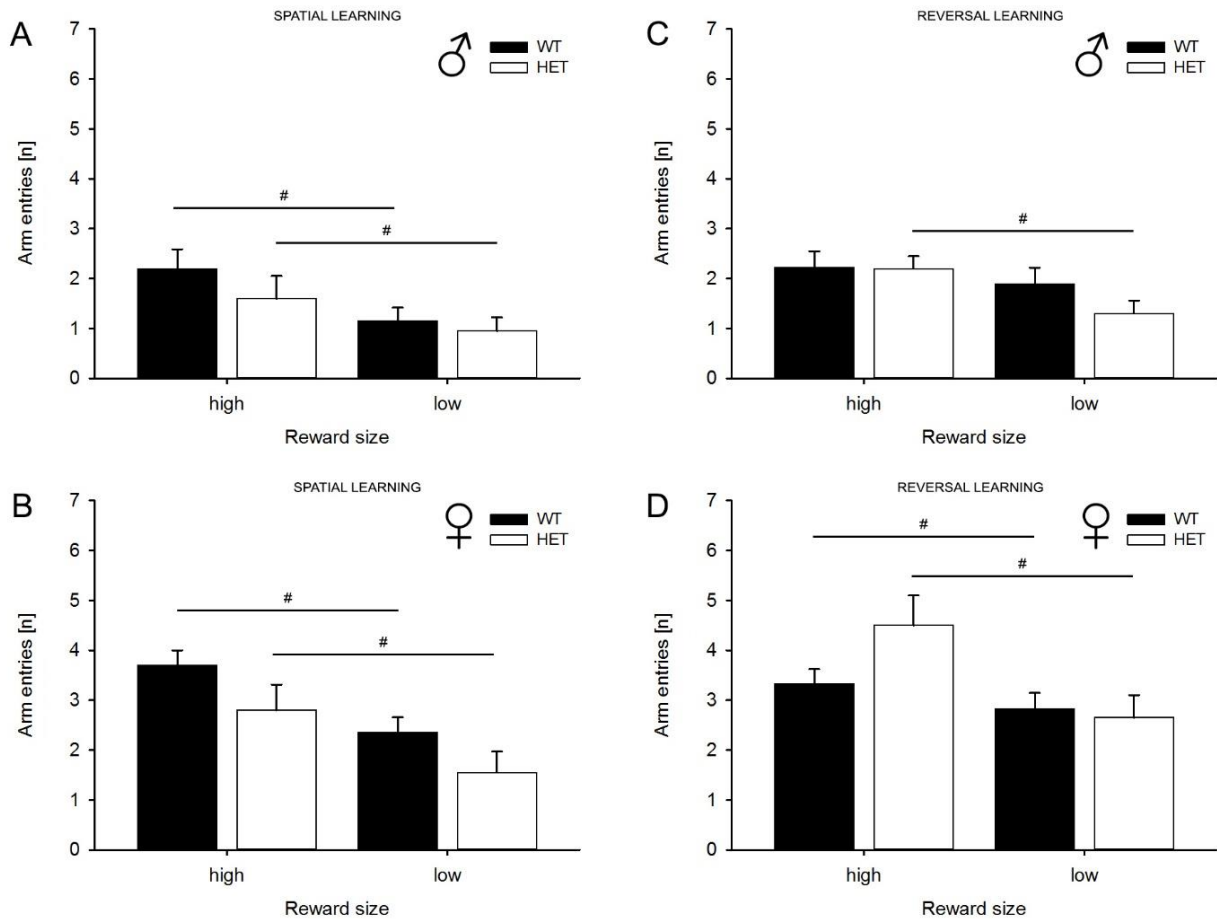 A
SPATIAL LEARNING
7
6
5
4
3
2
1
0
Arm entries [n]
WT
HET
#
#
high
low
Reward size
C
REVERSAL LEARNING
7
6
5
4
3
2
1
0
Arm entries [n]
WT
HET
#
high
low
Reward size
B
SPATIAL LEARNING
7
6
5
4
3
2
1
0
Arm entries [n]
WT
HET
#
#
high
low
Reward size
D
REVERSAL LEARNING
7
6
5
4
3
2
1
0
Arm entries [n]
WT
HET
#
#
high
low
Reward size